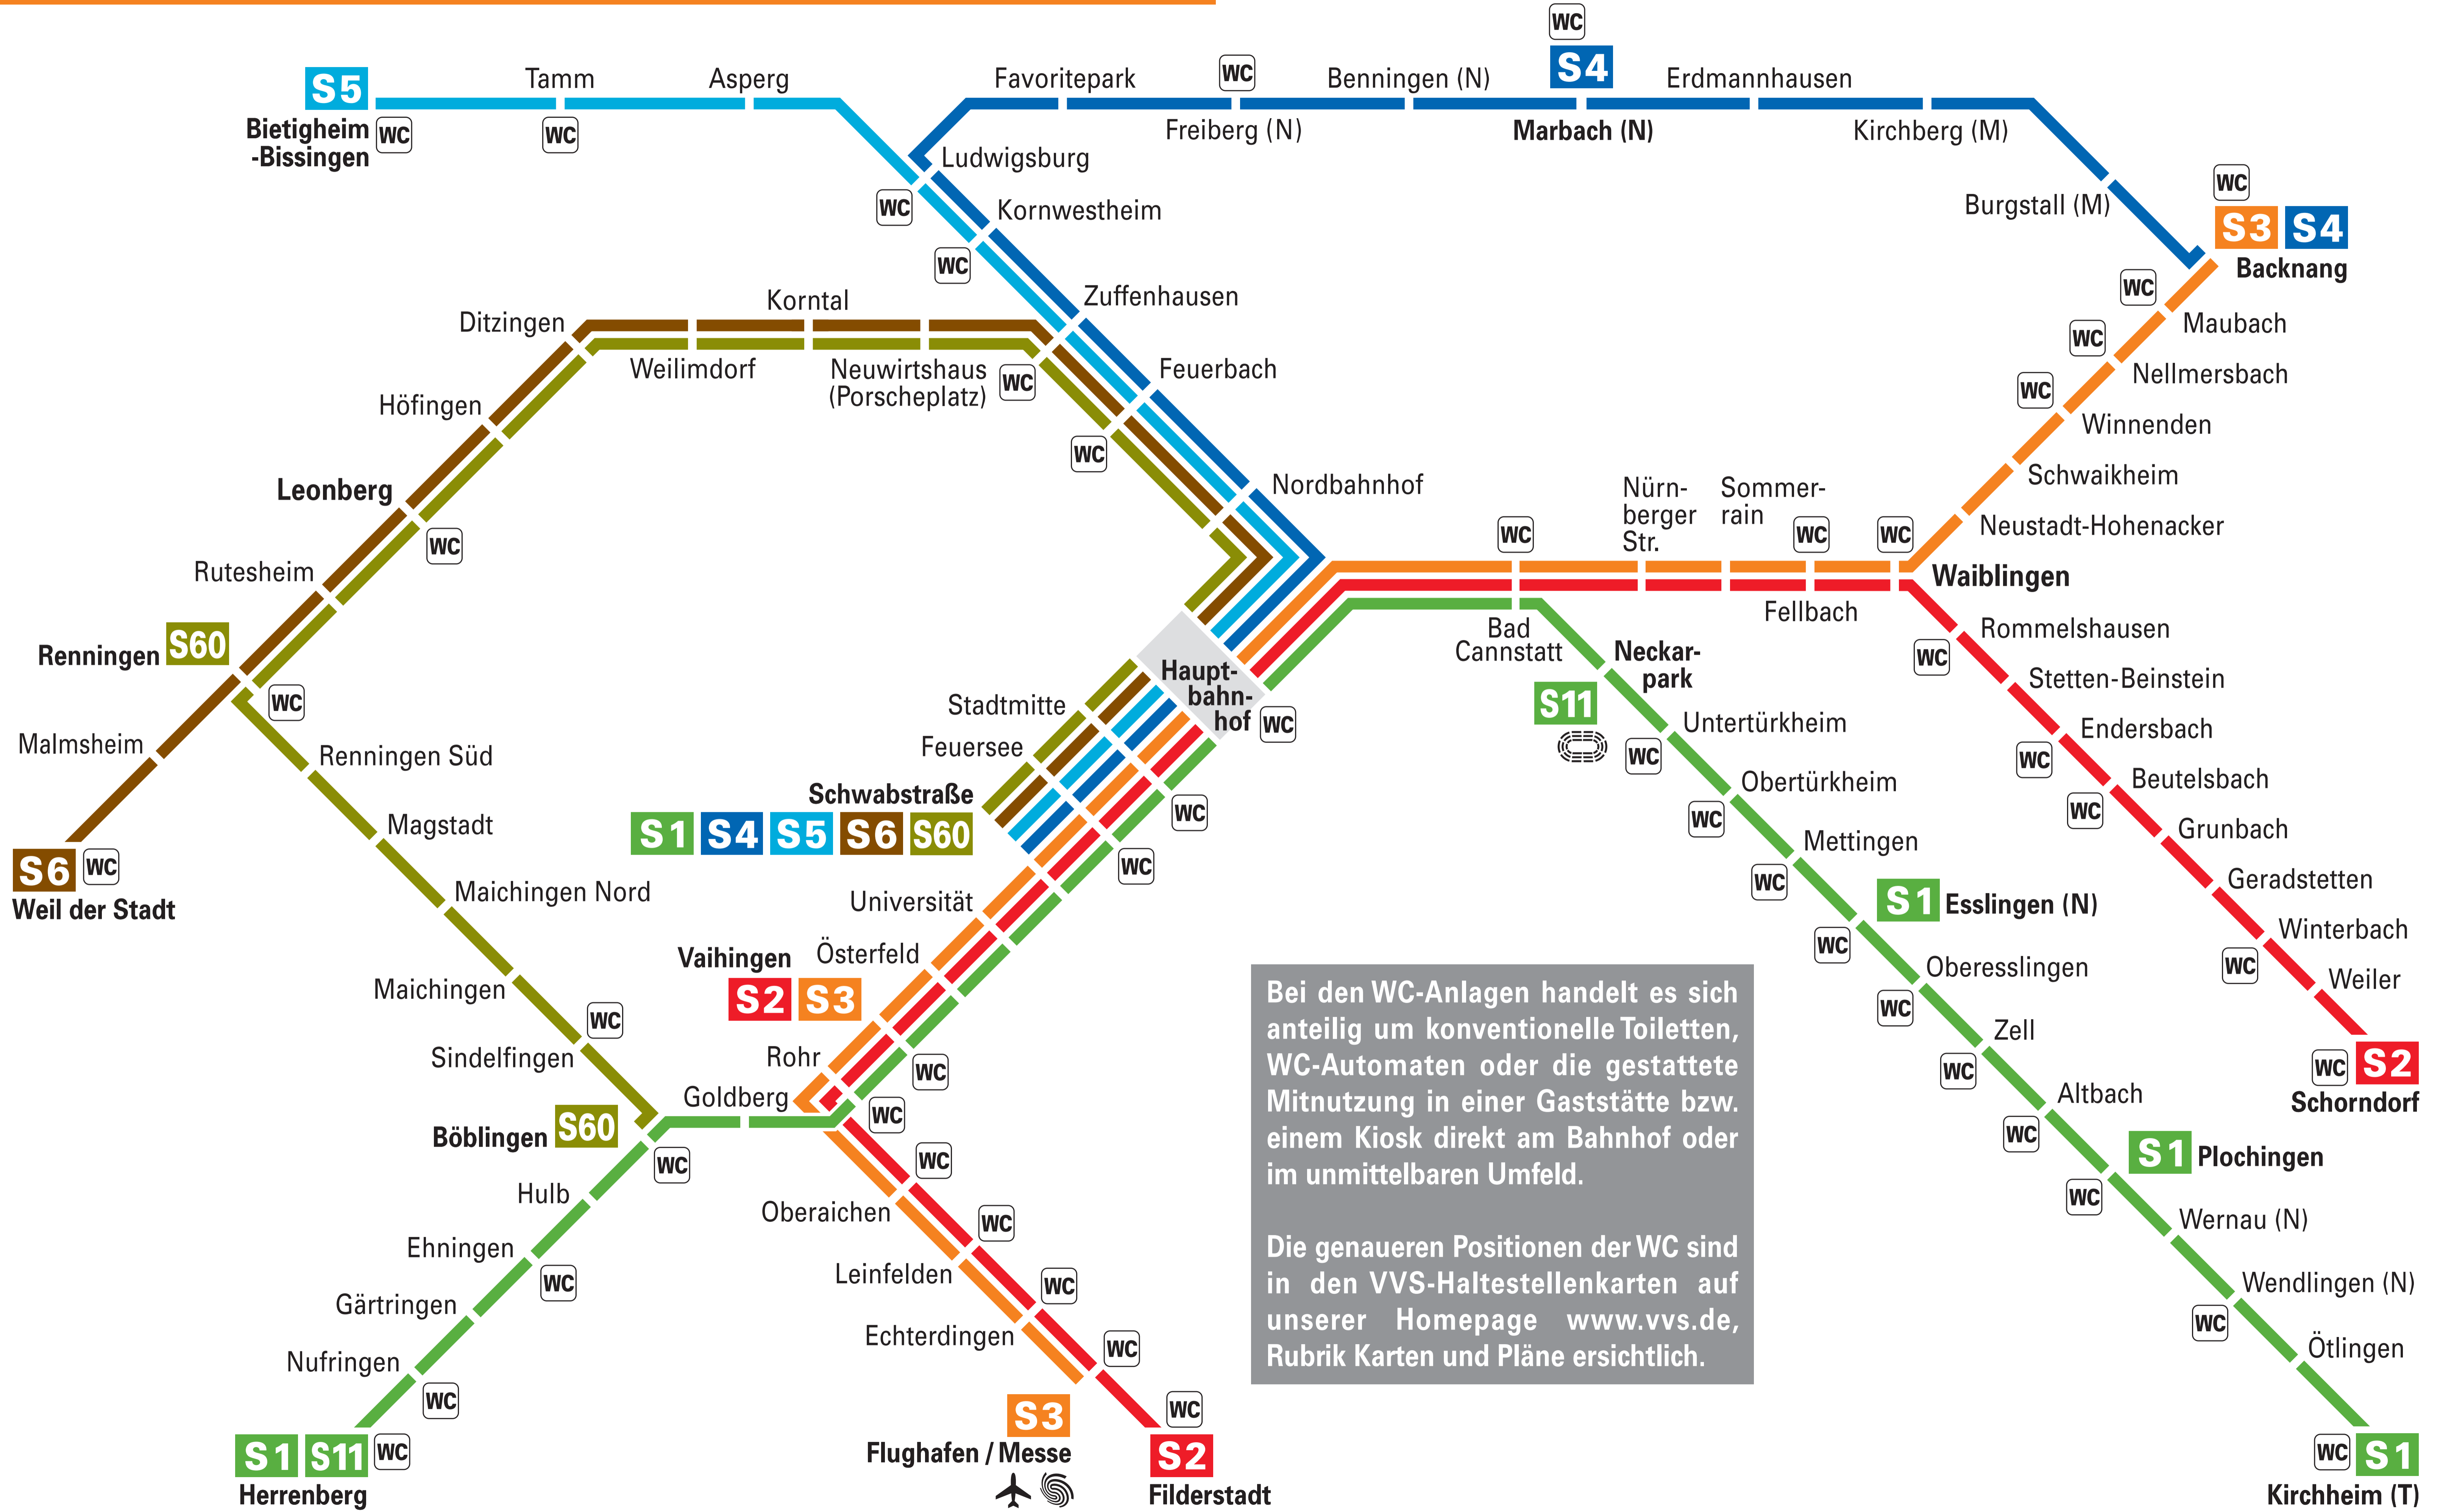 WC
S5
Tamm
Asperg
Favoritepark
WC
Benningen (N)
S4
Erdmannhausen
Bietigheim
-Bissingen
WC
WC
Freiberg (N)
Marbach (N)
Kirchberg (M)
Ludwigsburg
WC
Kornwestheim
WC
Burgstall (M)
WC
S3 S4
Backnang
WC
Maubach
WC
Nellmersbach
WC
Winnenden
Schwaikheim
Neustadt-Hohenacker
Zuffenhausen
Feuerbach
Nordbahnhof
Korntal
Ditzingen
Weilimdorf
Neuwirtshaus
(Porscheplatz)
WC
WC
Höfingen
Leonberg
WC
Rutesheim
Renningen S60
WC
Malmsheim
S6 WC
Weil der Stadt
Renningen Süd
Magstadt
Maichingen Nord
Maichingen
WC
Sindelfingen
Böblingen S60
WC
Nürn-
berger
Str.
Sommer-
rain
WC
WC
WC
Waiblingen
Fellbach
Bad
Cannstatt
Neckar-
park
S11
Haupt-
bahn-
hof
WC
Stadtmitte
Feuersee
WC
Schwabstraße
S1 S4 S5 S6 S60
WC
Universität
Österfeld
Vaihingen
S2 S3
WC
Rohr
WC
Goldberg
Hulb
Ehningen
WC
Gärtringen
Nufringen
WC
S1 S11 WC
Herrenberg
WC
Oberaichen
WC
Leinfelden
WC
Echterdingen
WC
S3
Flughafen / Messe
WC
S2
Filderstadt
Rommelshausen
WC
Stetten-Beinstein
Endersbach
WC
Beutelsbach
WC
Grunbach
Geradstetten
Winterbach
WC
Weiler
WC S2
Schorndorf
Untertürkheim
WC
Obertürkheim
WC
Mettingen
WC
S1 Esslingen (N)
WC
Oberesslingen
WC
Zell
WC
Altbach
WC
S1 Plochingen
WC
Wernau (N)
Wendlingen (N)
WC
Ötlingen
WC S1
Kirchheim (T)
Bei den WC-Anlagen handelt es sich
anteilig um konventionelle Toiletten,
WC-Automaten oder die gestattete
Mitnutzung in einer Gaststätte bzw.
einem Kiosk direkt am Bahnhof oder
im unmittelbaren Umfeld.
Die genaueren Positionen der WC sind
in den VVS-Haltestellenkarten auf
unserer Homepage www.vvs.de,
Rubrik Karten und Pläne ersichtlich.